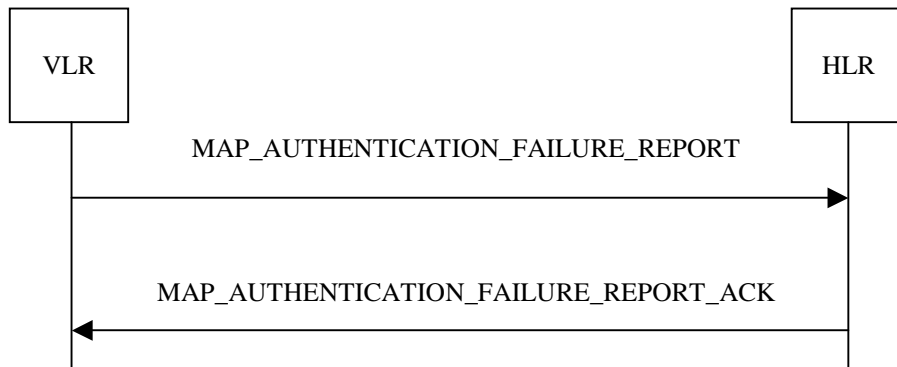 VLR
HLR
MAP_AUTHENTICATION_FAILURE_REPORT
MAP_AUTHENTICATION_FAILURE_REPORT_ACK